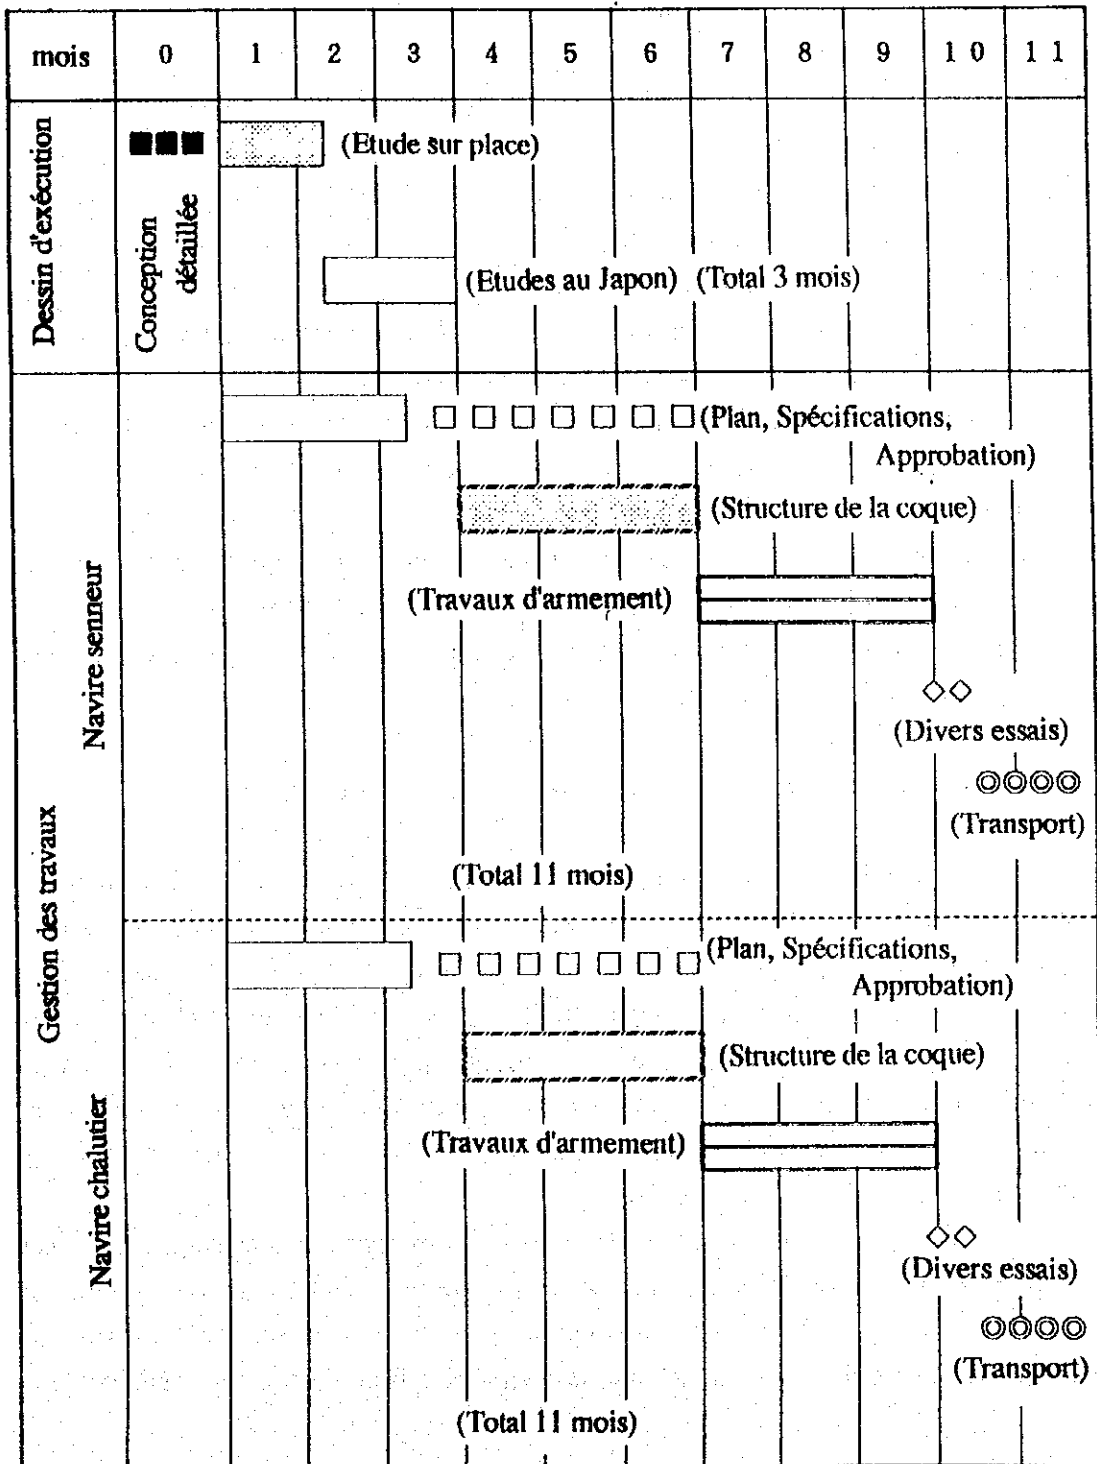 mois 0 1 2 3 4 5 6 7 8 9 1 0 1 1
Dessin d'exécution
Conception
détaillée
(Etude sur place)
(Etudes au Japon) (Total 3 mois)
Gestion des travaux
Navire senneur
(Plan, Spécifications,
Approbation)
(Structure de la coque)
(Travaux d'armement)
(Divers essais)
(Transport)
(Total 11 mois)
Navire chalutier
(Plan, Spécifications,
Approbation)
(Structure de la coque)
(Travaux d'armement)
(Divers essais)
(Transport)
(Total 11 mois)